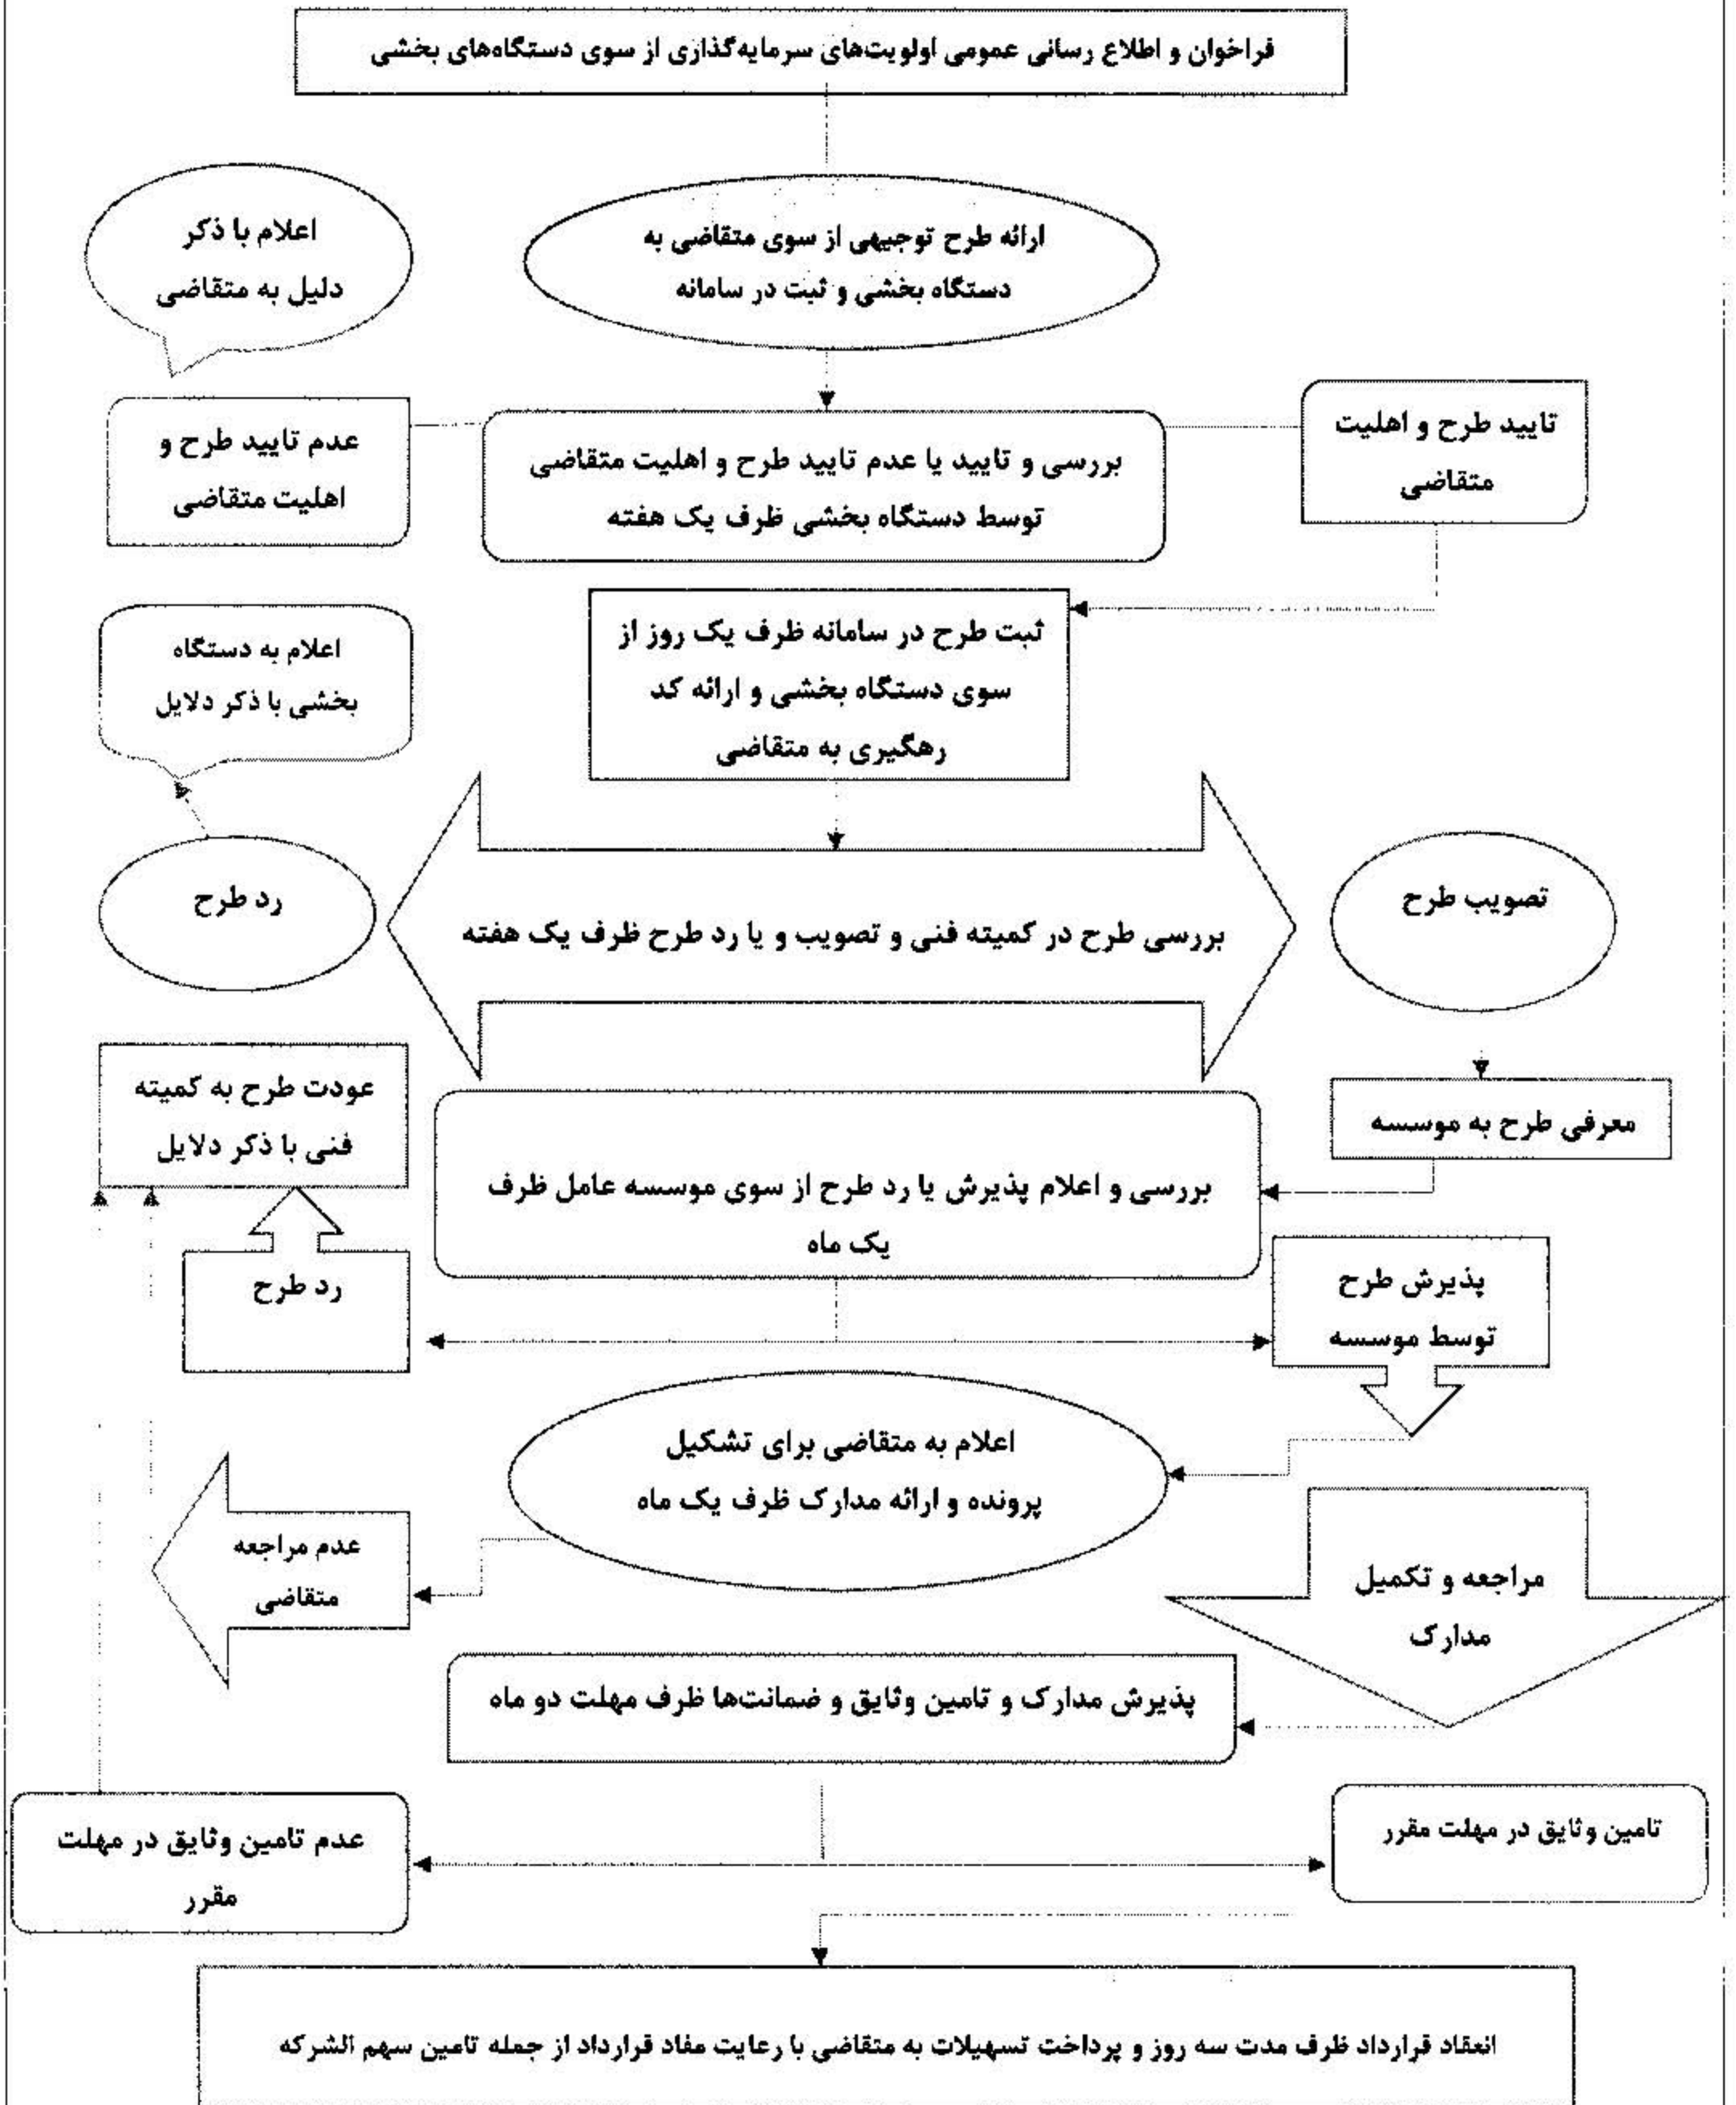 فراخوان و اطلاع رسانی عمومی اولویت‌های سرمایه‌گذاری از سوی دستگاه‌های بخشی
ارائه طرح توجیهی از سوی متقاضی به
دستگاه بخشی و ثبت در سامانه
اعلام با ذکر
دلیل به متقاضی
تایید طرح و اهلیت
متقاضی
بررسی و تایید یا عدم تایید طرح و اهلیت متقاضی
توسط دستگاه بخشی ظرف یک هفته
عدم تایید طرح و
اهلیت متقاضی
ثبت طرح در سامانه ظرف یک روز از
سوی دستگاه بخشی و ارائه کد
رهگیری به متقاضی
اعلام به دستگاه
بخشی با ذکر دلایل
تصویب طرح
بررسی طرح در کمیته فنی و تصویب و یا رد طرح ظرف یک هفته
رد طرح
معرفی طرح به موسسه
بررسی و اعلام پذیرش یا رد طرح از سوی موسسه عامل ظرف
یک ماه
عودت طرح به کمیته
فنی با ذکر دلایل
پذیرش طرح
توسط موسسه
رد طرح
اعلام به متقاضی برای تشکیل
پرونده و ارائه مدارک ظرف یک ماه
عدم مراجعه
متقاضی
مراجعه و تکمیل
مدارک
پذیرش مدارک و تامین وثایق و ضمانت‌ها ظرف مهلت دو ماه
تامین وثایق در مهلت مقرر
عدم تامین وثایق در مهلت
مقرر
انعقاد قرارداد ظرف مدت سه روز و پرداخت تسهیلات به متقاضی با رعایت مفاد قرارداد از جمله تامین سهم الشرکه